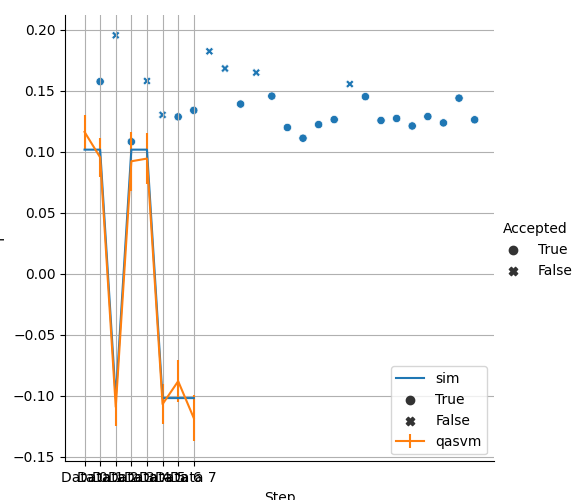 0.20
0.15
0.10
0.05
0.00
−0.05
−0.10
−0.15
Accepted
True
False
sim
True
False
qasvm
Data 7
Step